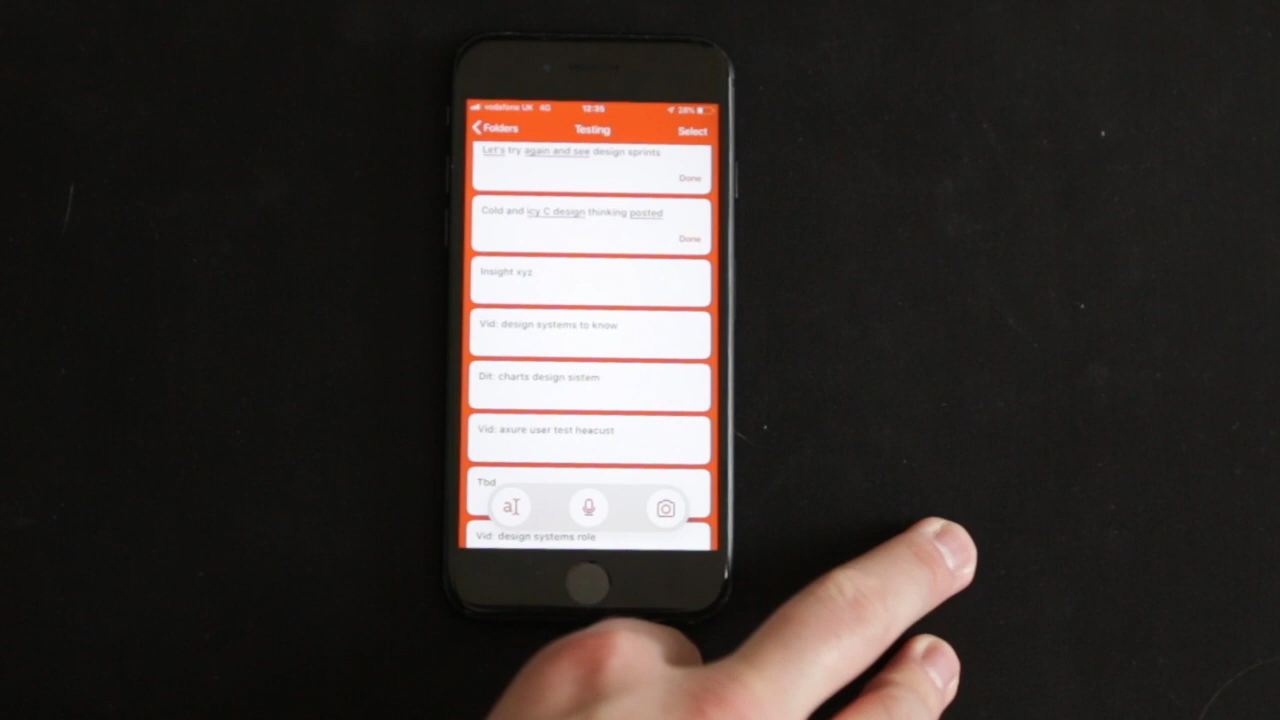 vodafone UK 4G 12:35 28%
Folders Testing Select
Let's try again and see design sprints
Done
Cold and icy C design thinking posted
Done
Insight xyz
Vid: design systems to know
Dit: charts design sistem
Vid: axure user test heacust
Tbd
a
Vid: design systems role